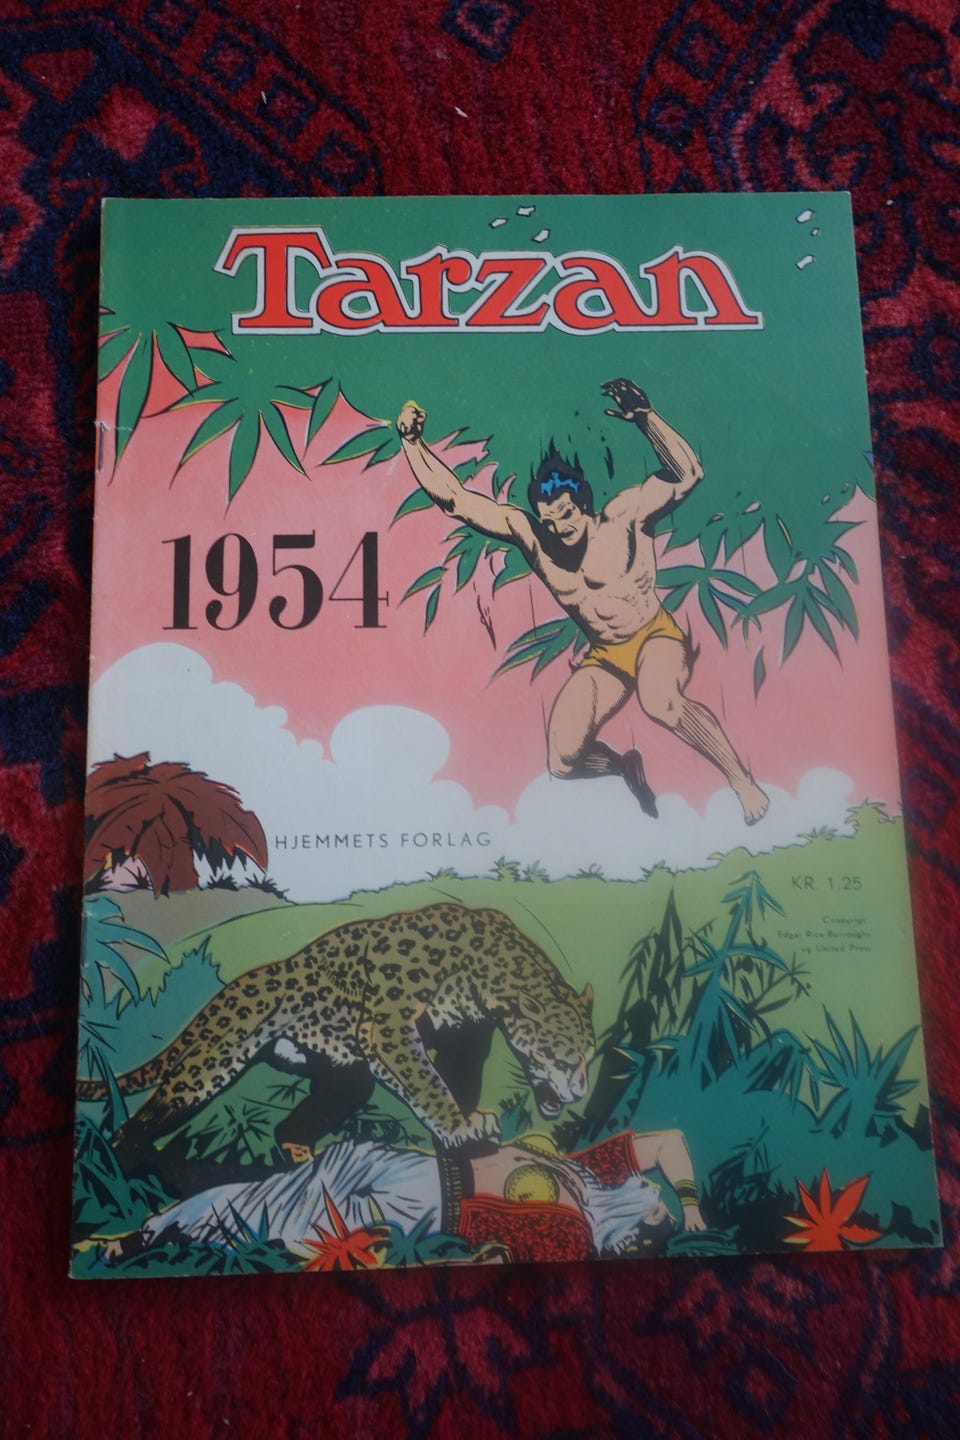 Tarzan
1954
HJEMMETS FORLAG
KR. 1.25
Copyright
Edgar Rice Burroughs
og United Press